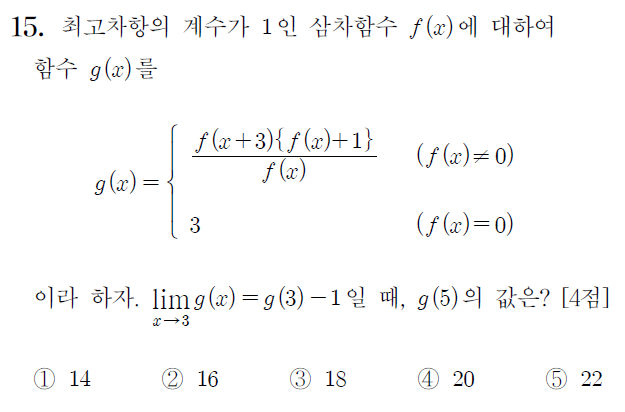 15. 최고차항의 계수가 1인 삼차함수 f(x)에 대하여
함수 g(x)를
g(x) = { f(x+3){f(x)+1} / f(x) (f(x)≠0)
3 (f(x)=0)
이라 하자. lim x→3 g(x) = g(3)−1일 때, g(5)의 값은? [4점]
① 14 ② 16 ③ 18 ④ 20 ⑤ 22